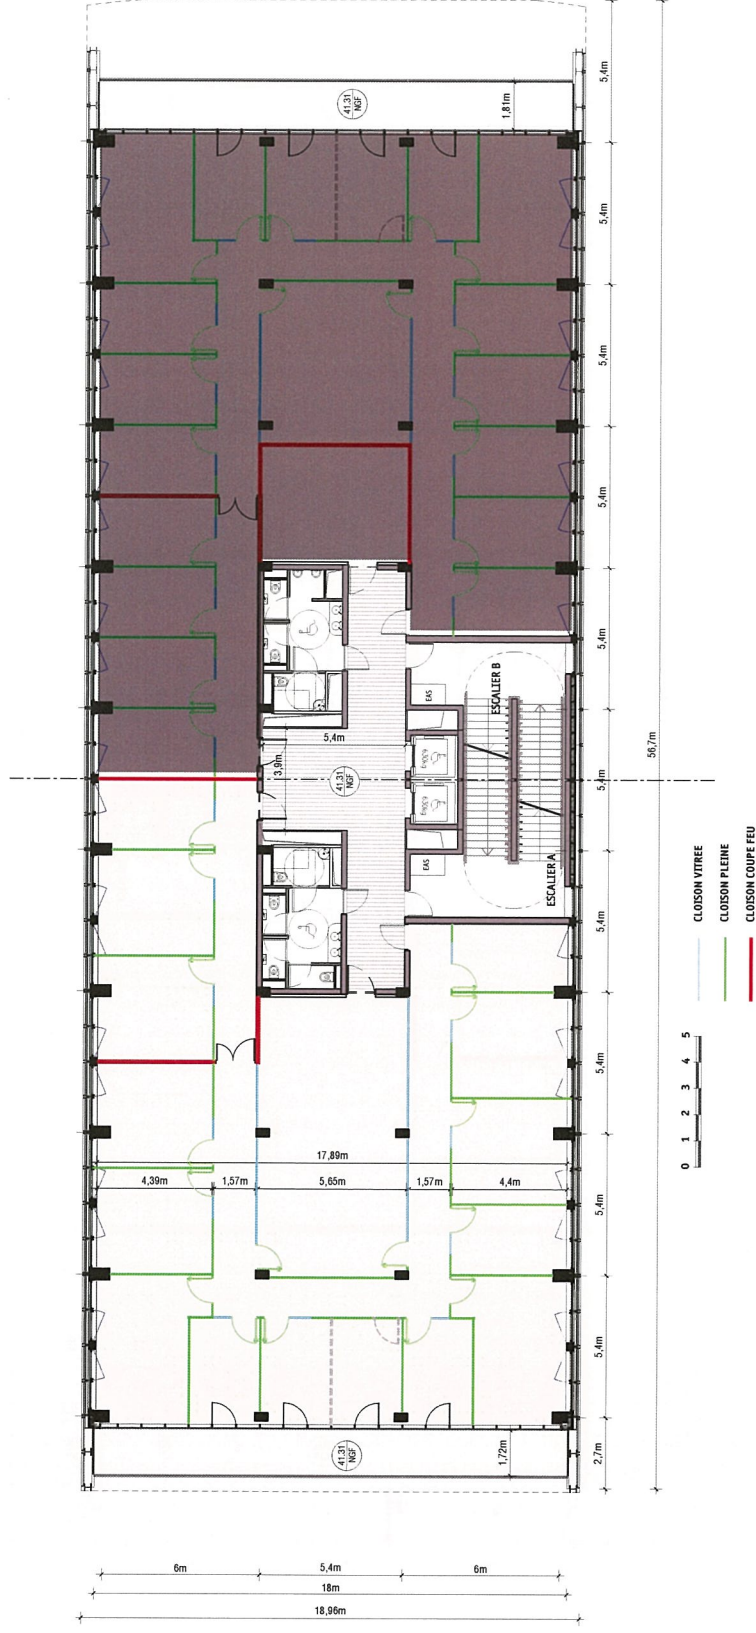 41,31
NGF
1,81m
5,4m
5,4m
5,4m
5,4m
5,4m
5,4m
5,4m
5,4m
5,4m
5,4m
2,7m
56,7m
EAS
ESCALIER B
5,4m
3,9m
41,31
NGF
630kg
630kg
EAS
ESCALIER A
CLOISON VITREE
CLOISON PLEINE
CLOISON COUPE FEU
0 1 2 3 4 5
17,89m
4,39m
1,57m
5,65m
1,57m
4,4m
41,31
NGF
1,72m
6m
5,4m
6m
18m
18,96m